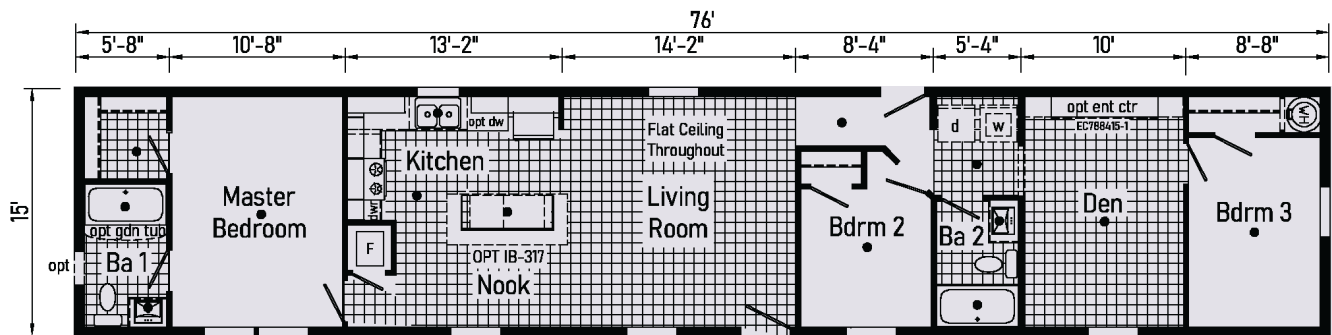 76'
5'-8"
10'-8"
13'-2"
14'-2"
8'-4"
5'-4"
10'
8'-8"
15'
opt dw
Flat Ceiling
Throughout
d
w
opt ent ctr
EC788415-1
WH
Kitchen
Master
Bedroom
Living
Room
dwr
opt gdn tub
Ba 1
opt
F
OPT IB-317
Nook
Bdrm 2
Ba 2
Den
Bdrm 3